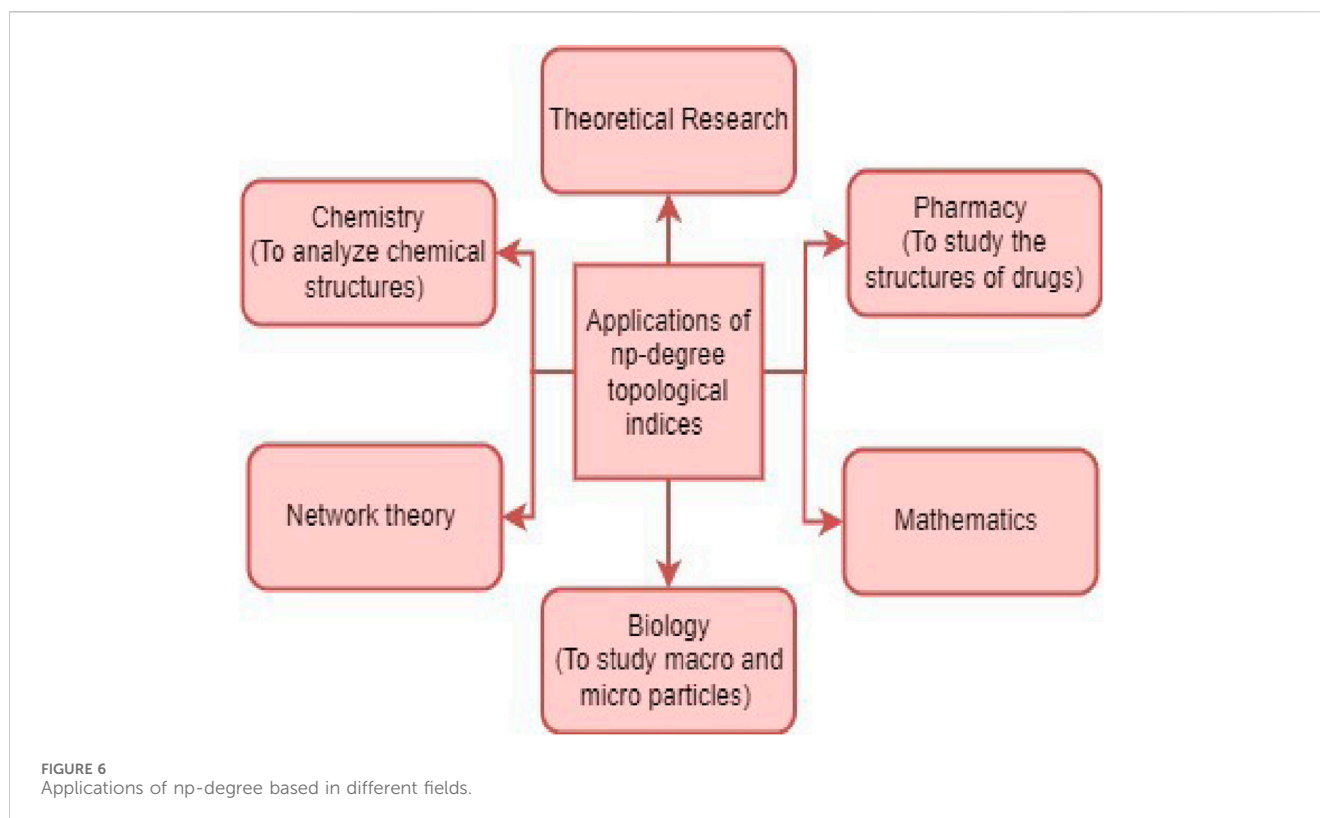 Theoretical Research
Chemistry
(To analyze chemical
structures)
Pharmacy
(To study the
structures of drugs)
Applications of
np-degree
topological
indices
Network theory
Mathematics
Biology
(To study macro and
micro particles)
FIGURE 6
Applications of np-degree based in different fields.